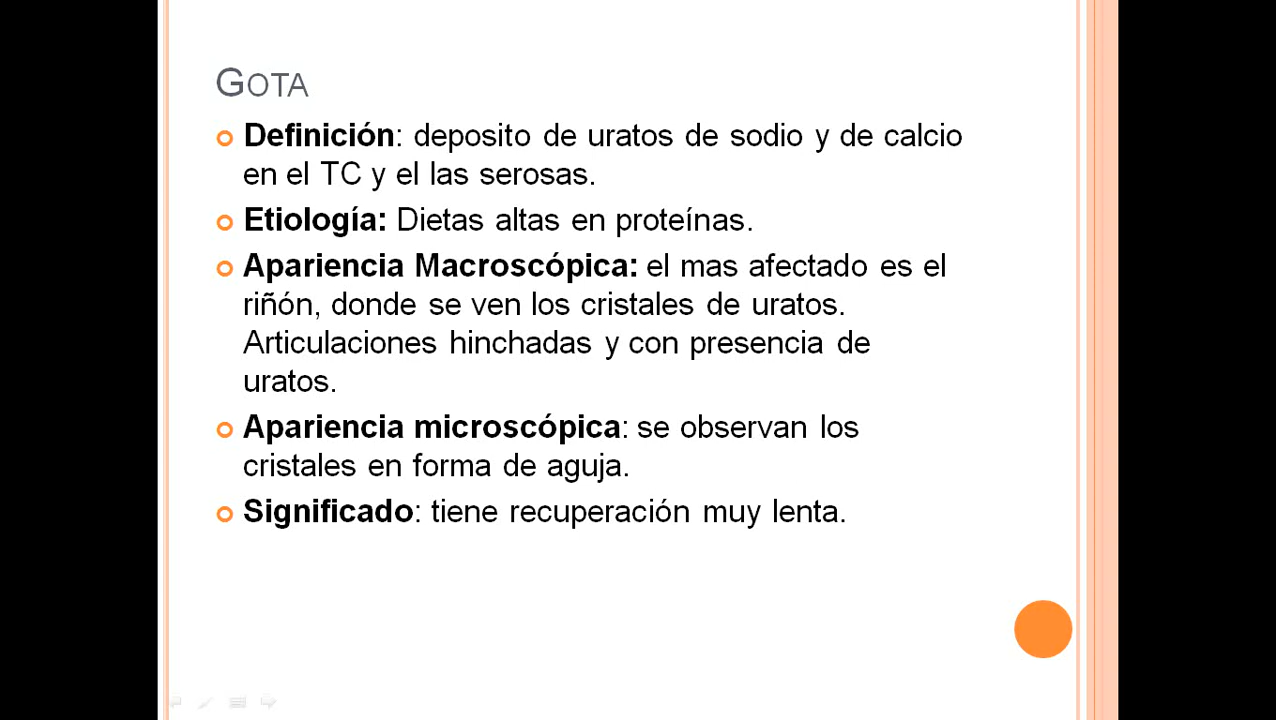 GOTA
Definición: deposito de uratos de sodio y de calcio
en el TC y el las serosas.
Etiología: Dietas altas en proteínas.
Apariencia Macroscópica: el mas afectado es el
riñón, donde se ven los cristales de uratos.
Articulaciones hinchadas y con presencia de
uratos.
Apariencia microscópica: se observan los
cristales en forma de aguja.
Significado: tiene recuperación muy lenta.